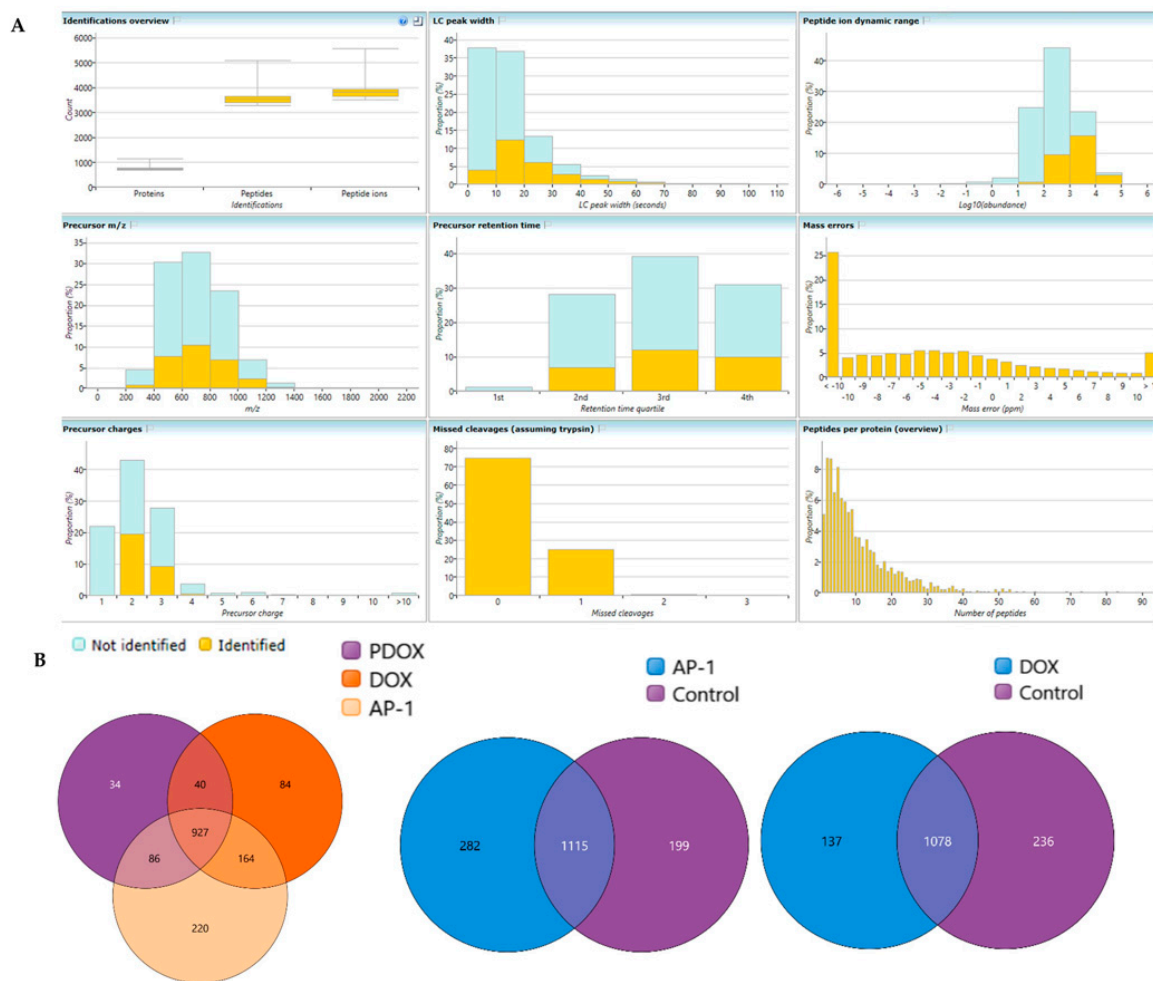 A
Identifications overview
6000
5000
4000
3000
2000
1000
0
Count
Proteins
Peptides
Peptide ions
Identifications
LC peak width
40
35
30
25
20
15
10
5
0
Proportion (%)
0 10 20 30 40 50 60 70 80 90 100 110
LC peak width (seconds)
Peptide ion dynamic range
40
30
20
10
0
Proportion (%)
-6 -5 -4 -3 -2 -1 0 1 2 3 4 5 6
Log10(abundance)
Precursor m/z
35
30
25
20
15
10
5
0
Proportion (%)
0 200 400 600 800 1000 1200 1400 1600 1800 2000 2200
m/z
Precursor retention time
40
30
20
10
0
Proportion (%)
1st 2nd 3rd 4th
Retention time quartile
Mass errors
25
20
15
10
5
0
Proportion (%)
< -10 -9 -7 -5 -3 -1 1 3 5 7 9
-10 -8 -6 -4 -2 0 2 4 6 8 10
Mass error (ppm)
Precursor charges
40
30
20
10
0
Proportion (%)
1 2 3 4 5 6 7 8 9 10 >10
Precursor charge
Missed cleavages (assuming trypsin)
80
70
60
50
40
30
20
10
0
Proportion (%)
0 1 2 3
Missed cleavages
Peptides per protein (overview)
8
6
4
2
0
Proportion (%)
10 20 30 40 50 60 70 80 90
Number of peptides
Not identified
Identified
B
PDOX
DOX
AP-1
34
40
84
927
86
164
220
AP-1
Control
282
1115
199
DOX
Control
137
1078
236